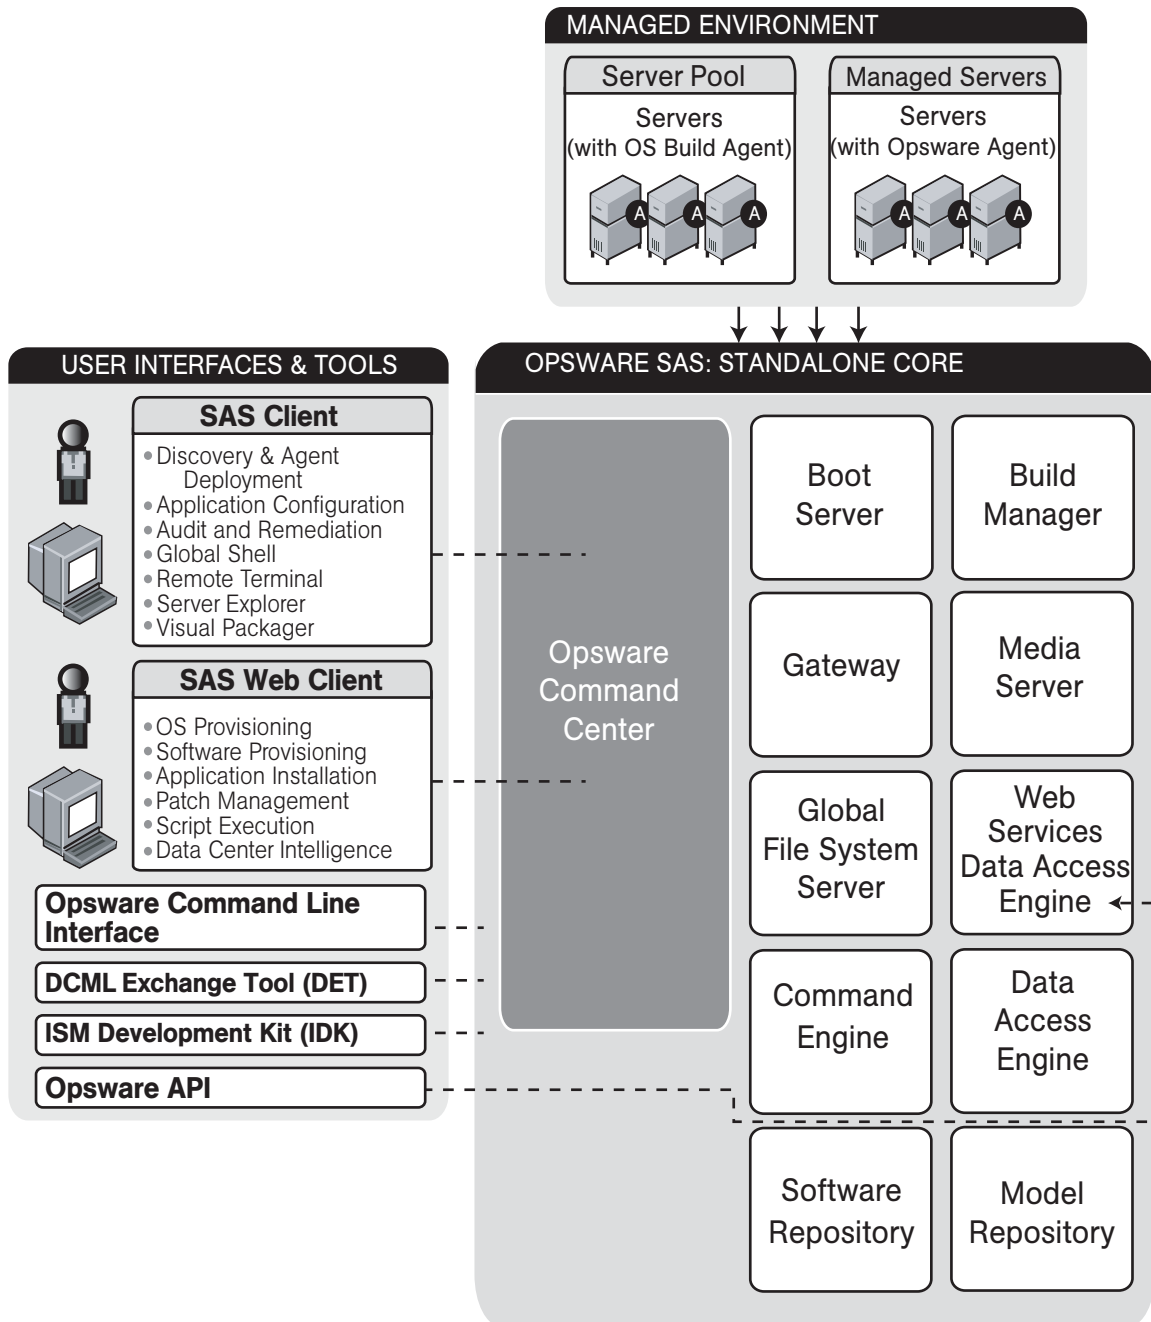 MANAGED ENVIRONMENT
Server Pool
Servers
(with OS Build Agent)
A A A
Managed Servers
Servers
(with Opsware Agent)
A A A
USER INTERFACES & TOOLS
SAS Client
Discovery & Agent
Deployment
Application Configuration
Audit and Remediation
Global Shell
Remote Terminal
Server Explorer
Visual Packager
SAS Web Client
OS Provisioning
Software Provisioning
Application Installation
Patch Management
Script Execution
Data Center Intelligence
Opsware Command Line
Interface
DCML Exchange Tool (DET)
ISM Development Kit (IDK)
Opsware API
OPSWARE SAS: STANDALONE CORE
Opsware
Command
Center
Boot
Server
Build
Manager
Gateway
Media
Server
Global
File System
Server
Web
Services
Data Access
Engine
Command
Engine
Data
Access
Engine
Software
Repository
Model
Repository